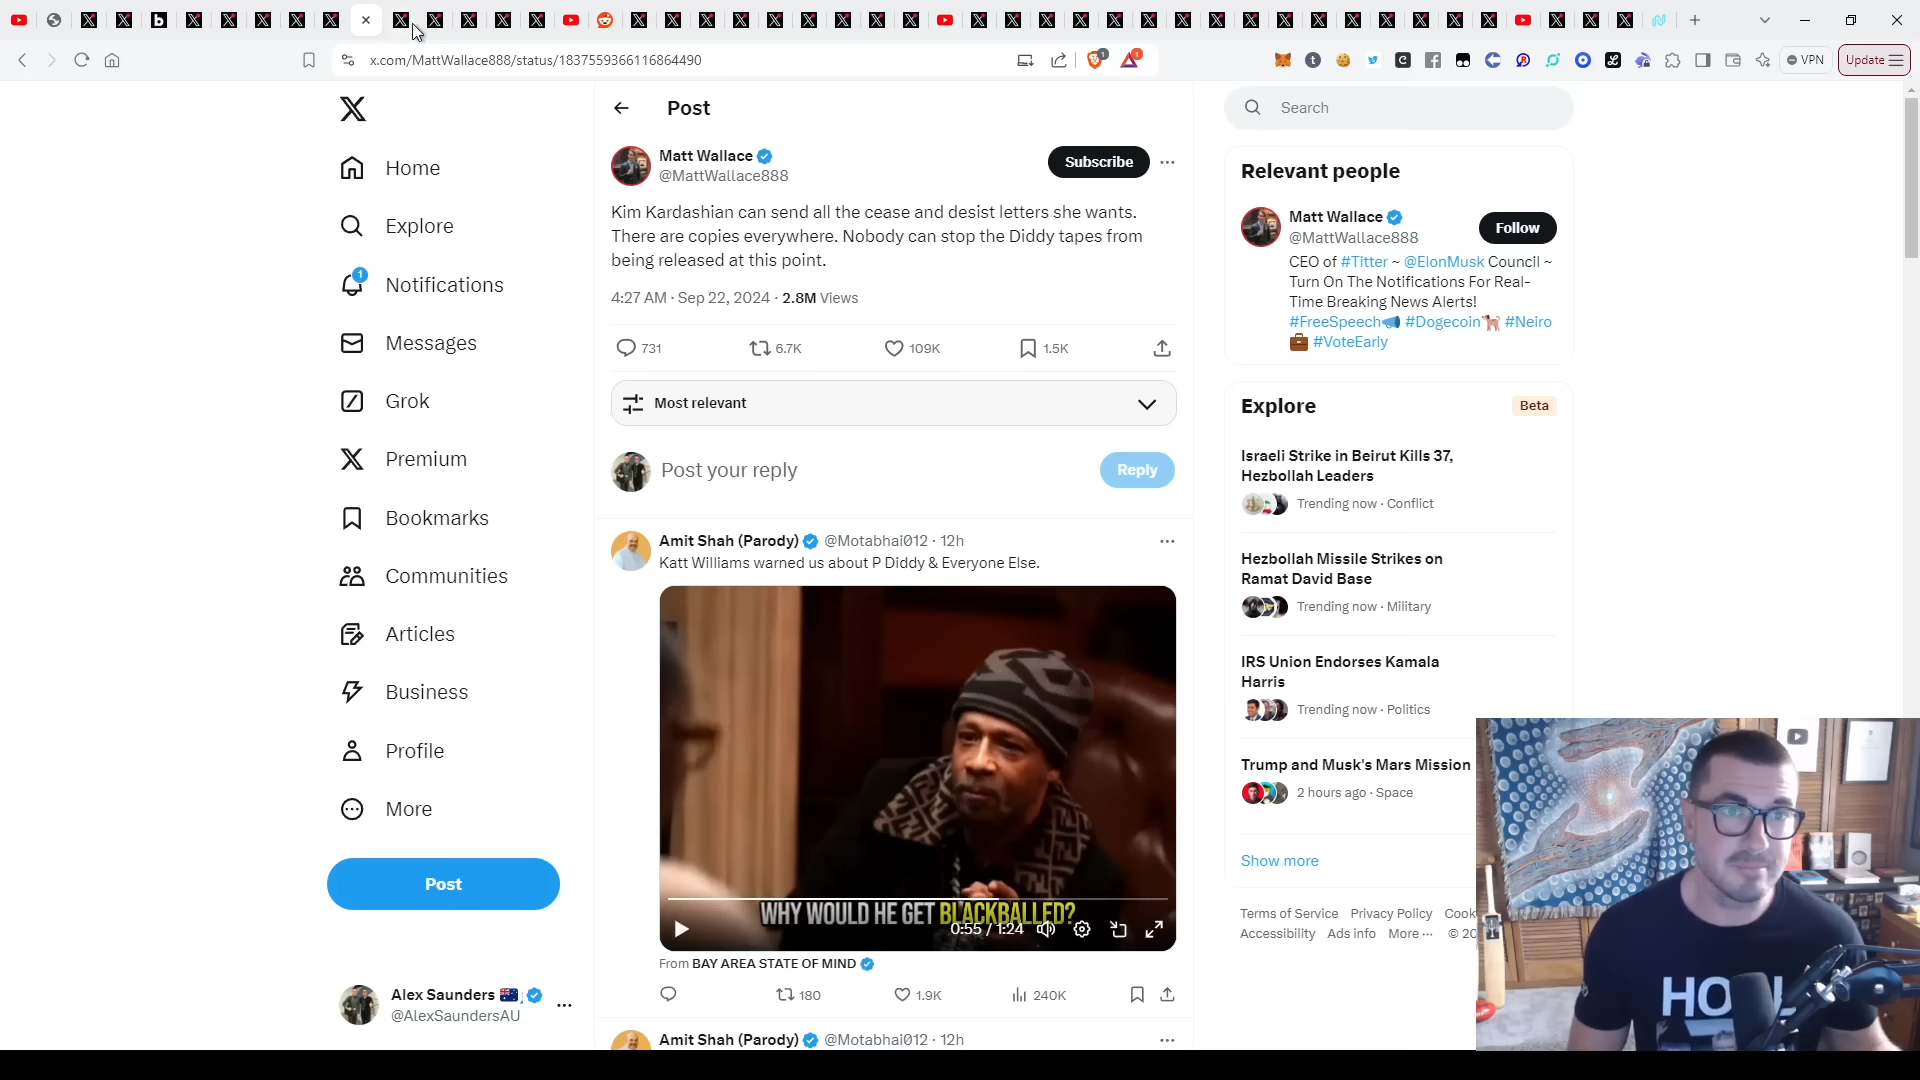 x.com/MattWallace888/status/1837559366116864490
1
1
VPN
Update
Home
Explore
1
Notifications
Messages
Grok
Premium
Bookmarks
Communities
Articles
Business
Profile
More
Post
Alex Saunders
@AlexSaundersAU
Post
Matt Wallace
@MattWallace888
Subscribe
Kim Kardashian can send all the cease and desist letters she wants.
There are copies everywhere. Nobody can stop the Diddy tapes from
being released at this point.
4:27 AM · Sep 22, 2024 · 2.8M Views
731
6.7K
109K
1.5K
Most relevant
Post your reply
Reply
Amit Shah (Parody) @Motabhai012 · 12h
Katt Williams warned us about P Diddy & Everyone Else.
WHY WOULD HE GET BLACKBALLED?
0:55 / 1:24
From BAY AREA STATE OF MIND
180
1.9K
240K
Amit Shah (Parody) @Motabhai012 · 12h
Search
Relevant people
Matt Wallace
@MattWallace888
Follow
CEO of #Titter ~ @ElonMusk Council ~
Turn On The Notifications For Real-
Time Breaking News Alerts!
#FreeSpeech #Dogecoin #Neiro
#VoteEarly
Explore
Beta
Israeli Strike in Beirut Kills 37,
Hezbollah Leaders
Trending now · Conflict
Hezbollah Missile Strikes on
Ramat David Base
Trending now · Military
IRS Union Endorses Kamala
Harris
Trending now · Politics
Trump and Musk's Mars Mission
2 hours ago · Space
Show more
Terms of Service Privacy Policy Cook
Accessibility Ads info More ··· © 20